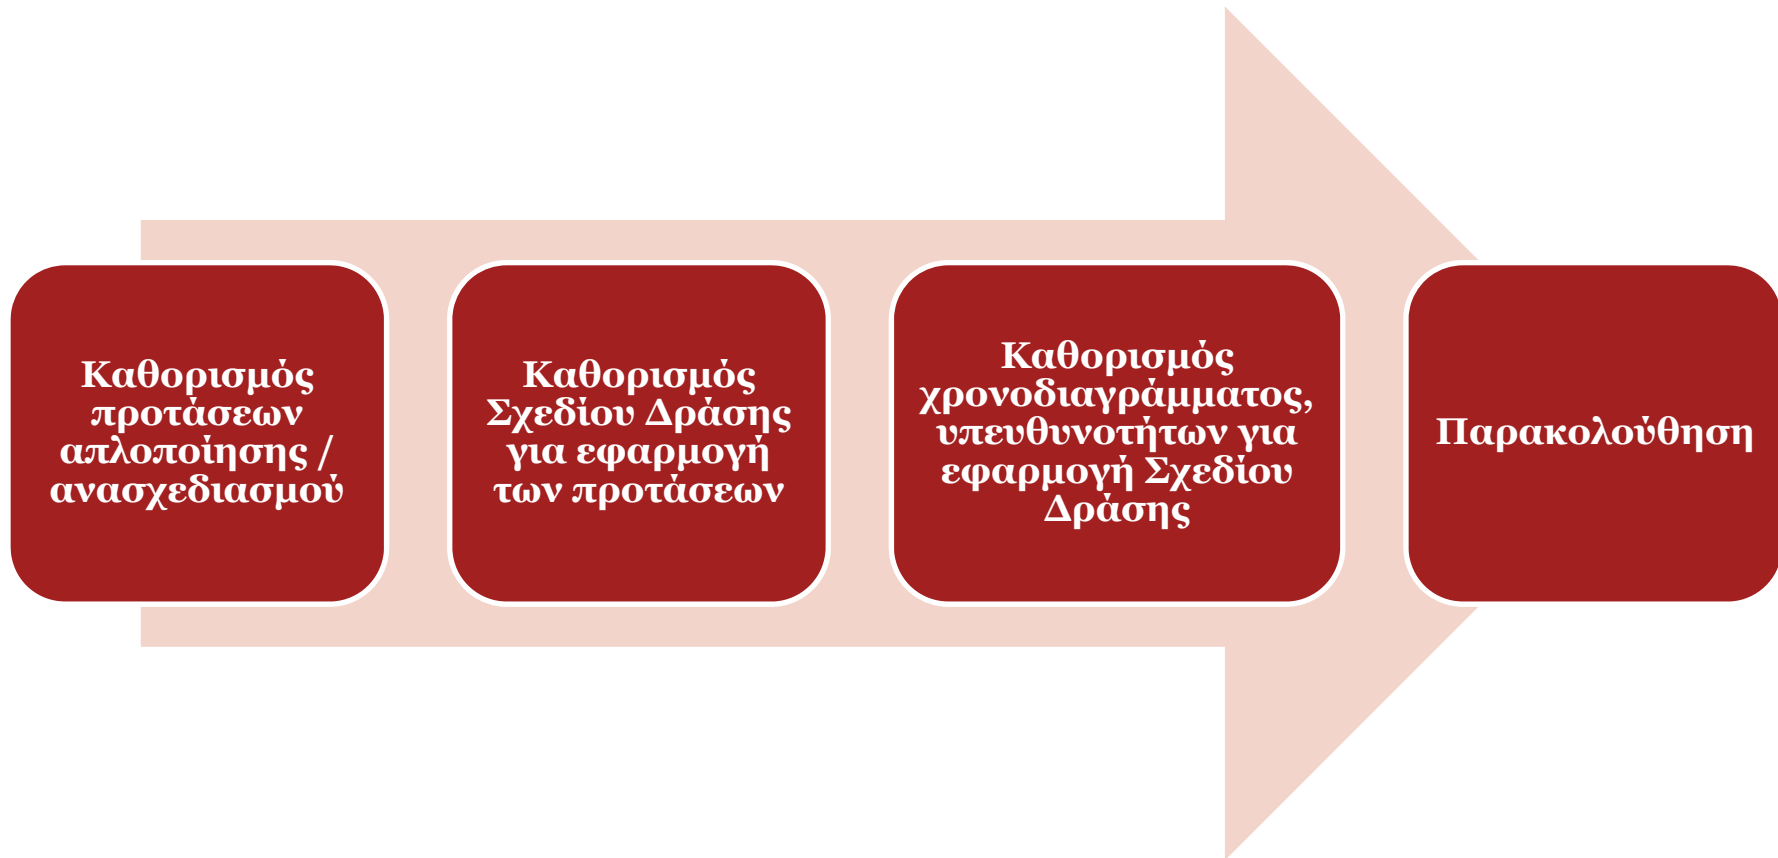 Καθορισμός
προτάσεων
απλοποίησης /
ανασχεδιασμού
Καθορισμός
Σχεδίου Δράσης
για εφαρμογή
των προτάσεων
Καθορισμός
χρονοδιαγράμματος,
υπευθυνοτήτων για
εφαρμογή Σχεδίου
Δράσης
Παρακολούθηση